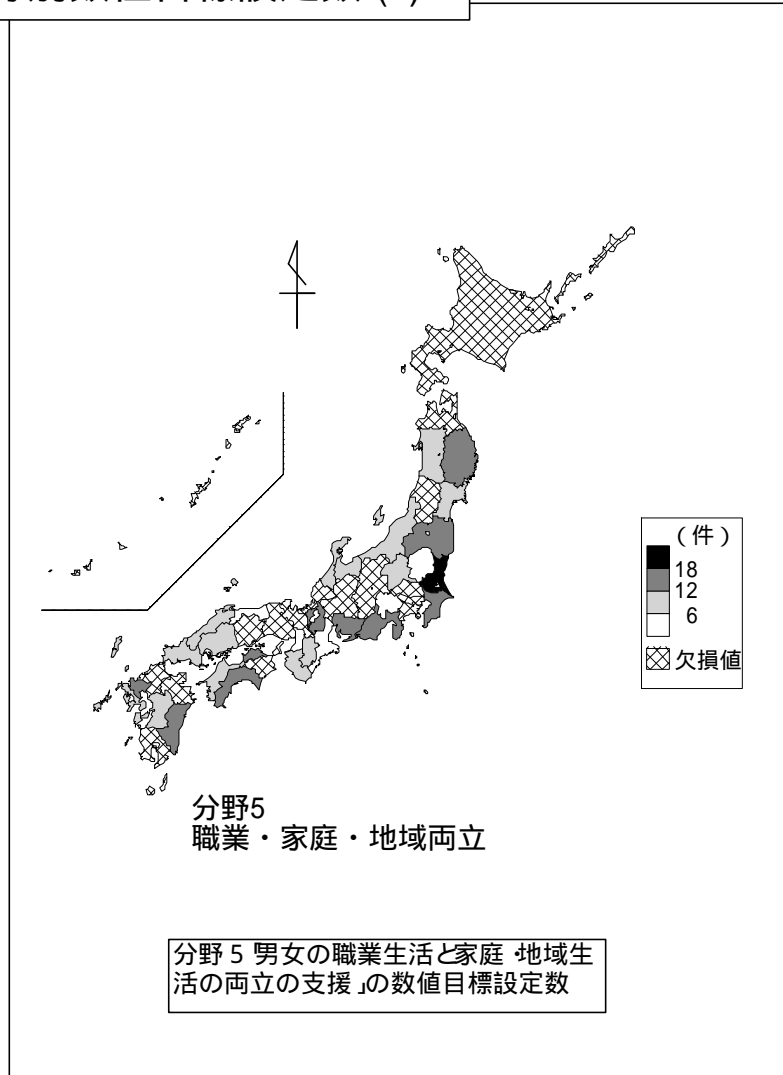 (件)
18
12
6
欠損値
分野5
職業・家庭・地域両立
分野5「男女の職業生活と家庭・地域生
活の両立の支援」の数値目標設定数